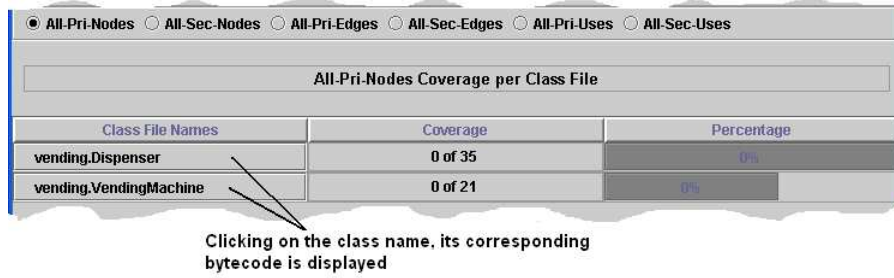 All-Pri-Nodes All-Sec-Nodes All-Pri-Edges All-Sec-Edges All-Pri-Uses All-Sec-Uses
All-Pri-Nodes Coverage per Class File
Class File Names Coverage Percentage
vending.Dispenser 0 of 35 0%
vending.VendingMachine 0 of 21 0%
Clicking on the class name, its corresponding
bytecode is displayed